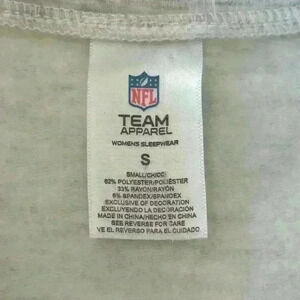 NFL
TEAM
APPAREL
WOMENS SLEEPWEAR
S
SMALL/CHICO
62% POLYESTER/POLIÉSTER
33% RAYON/RAYÓN
5% SPANDEX/SPANDEX
EXCLUSIVE OF DECORATION
EXCLUYENDO LA DECORACIÓN
MADE IN CHINA/HECHO EN CHINA
SEE REVERSE FOR CARE
VE EL REVERSO PARA EL CUIDADO